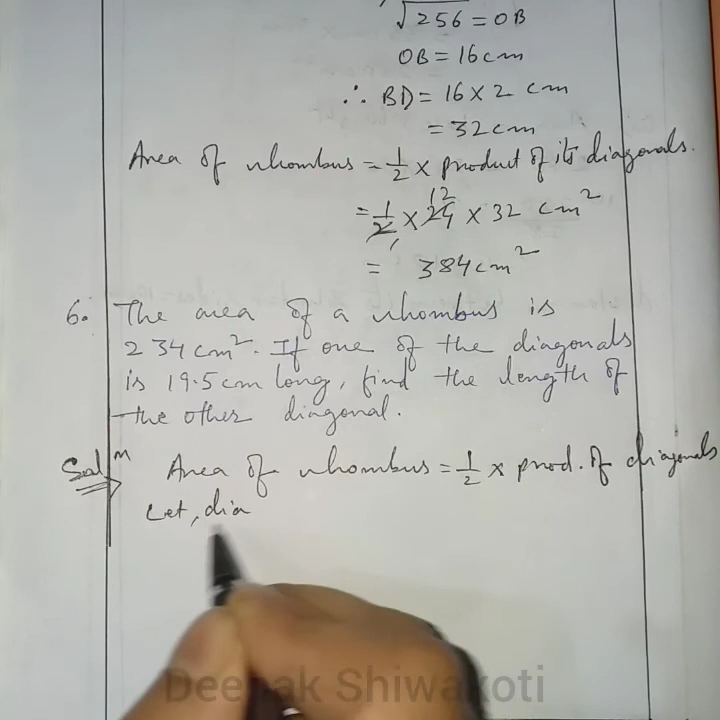 √256 = OB
OB = 16cm
∴ BD = 16 × 2 cm
= 32cm
Area of rhombus = 1/2 × product of its diagonals.
= 1/2 × 24 12 × 32 cm²
= 384cm²
6. The area of a rhombus is
234cm². If one of the diagonals
is 19.5cm long, find the length of
the other diagonal.
Solⁿ Area of rhombus = 1/2 × prod. of diagonals
Let, dia
Deepak Shiwakoti